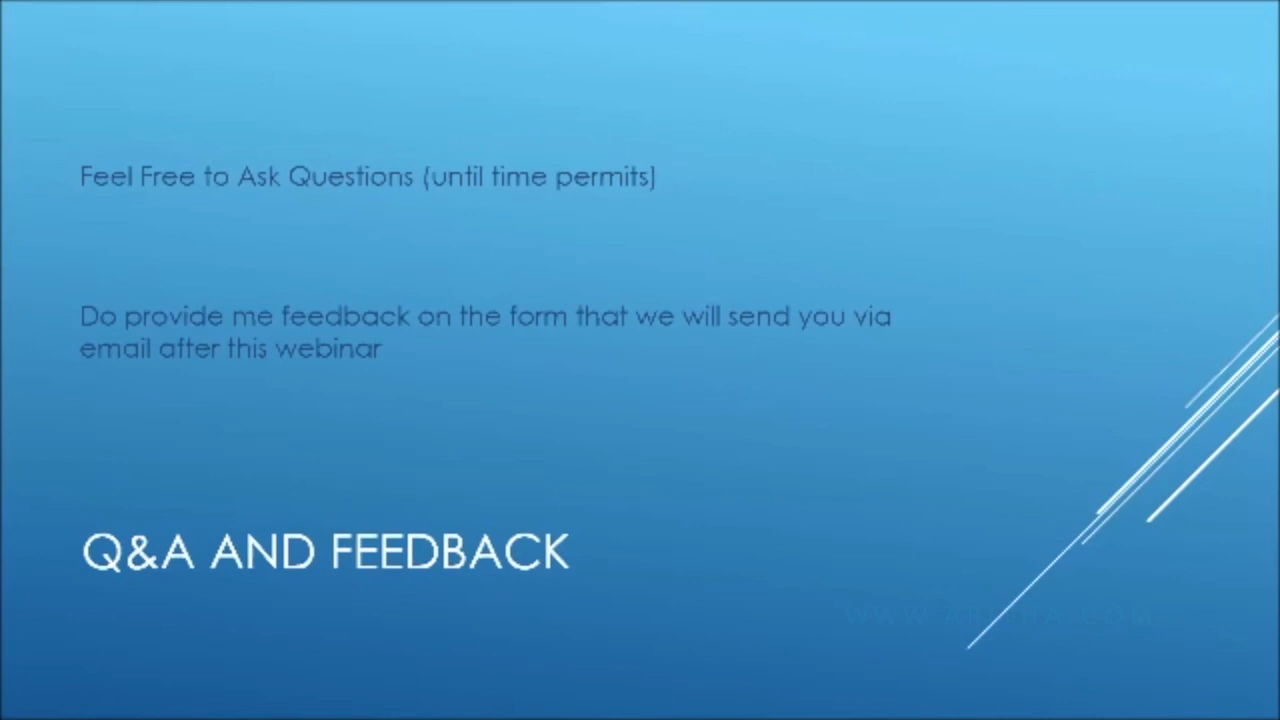 Feel Free to Ask Questions (until time permits)
Do provide me feedback on the form that we will send you via
email after this webinar
Q&A AND FEEDBACK